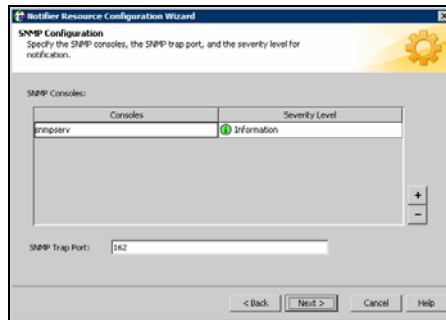 Notifier Resource Configuration Wizard
SNMP Configuration
Specify the SNMP consoles, the SNMP trap port, and the severity level for
notification.
SNMP Consoles:
Consoles Severity Level
snmpserv Information
+
−
SNMP Trap Port: 162
< Back Next > Cancel Help